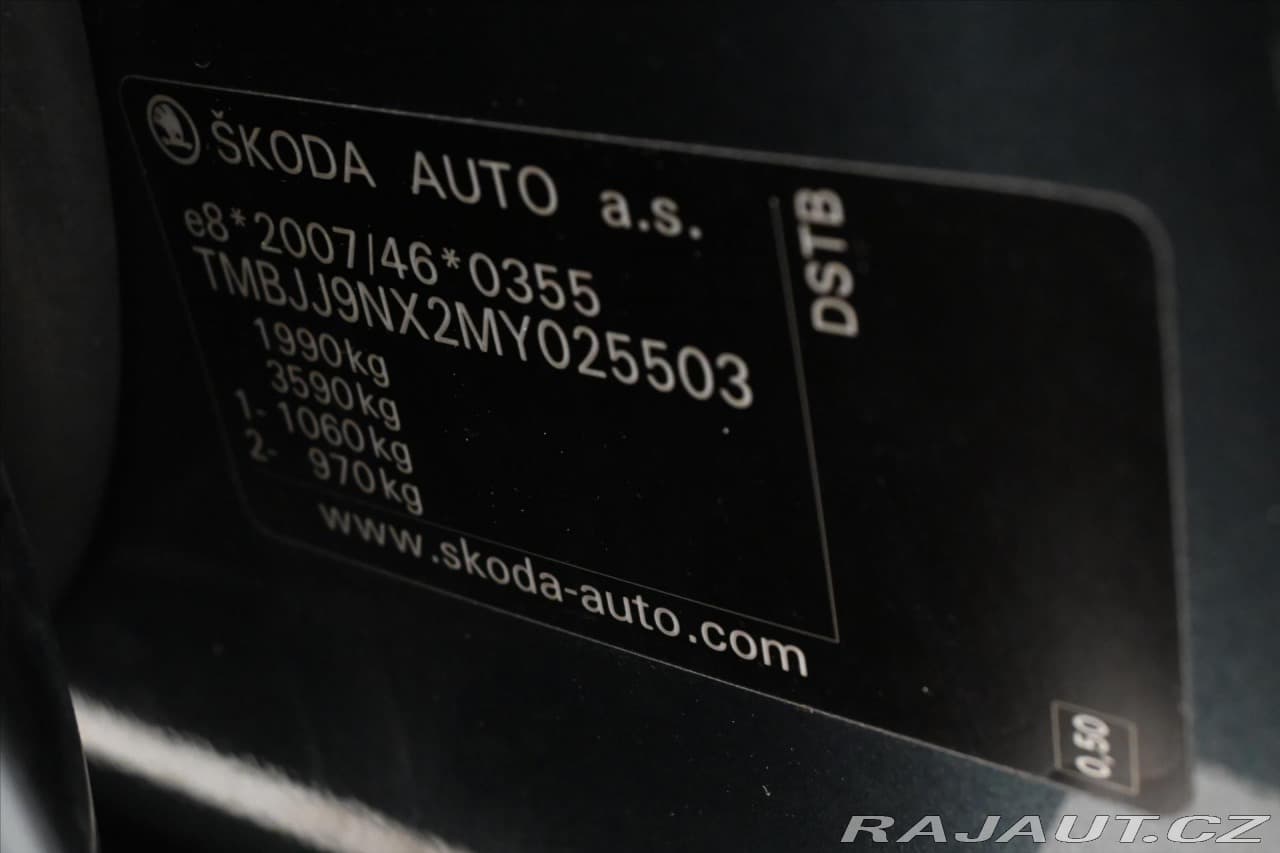 ŠKODA AUTO a.s.
e8*2007/46*0355
TMBJJ9NX2MY025503
1990kg
3590kg
1- 1060kg
2- 970kg
www.skoda-auto.com
DSTB
0,50
RAJAUT.CZ